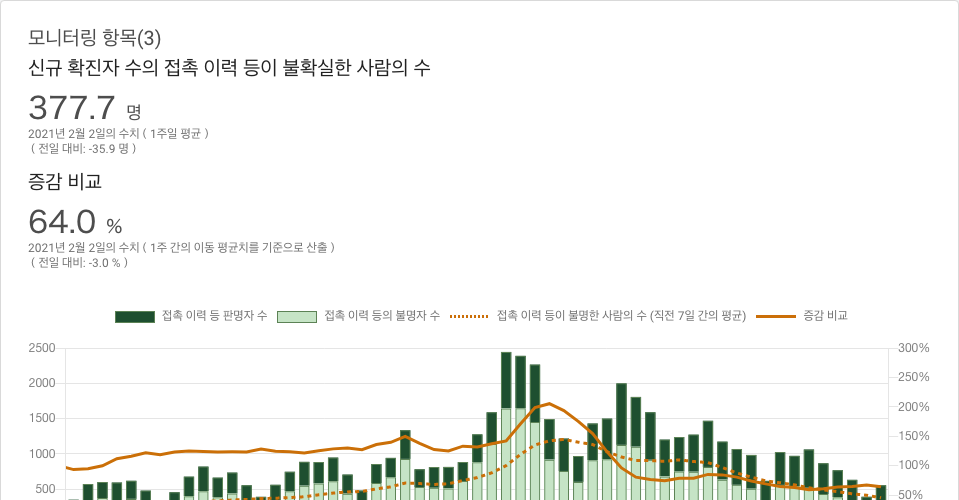 모니터링 항목(3)
신규 확진자 수의 접촉 이력 등이 불확실한 사람의 수
377.7 명
2021년 2월 2일의 수치 ( 1주일 평균 )
( 전일 대비: -35.9 명 )
증감 비교
64.0 %
2021년 2월 2일의 수치 ( 1주 간의 이동 평균치를 기준으로 산출 )
( 전일 대비: -3.0 % )
접촉 이력 등 판명자 수 접촉 이력 등의 불명자 수 접촉 이력 등이 불명한 사람의 수 (직전 7일 간의 평균) 증감 비교
2500 300%
250%
2000
200%
1500
150%
1000
100%
500 50%